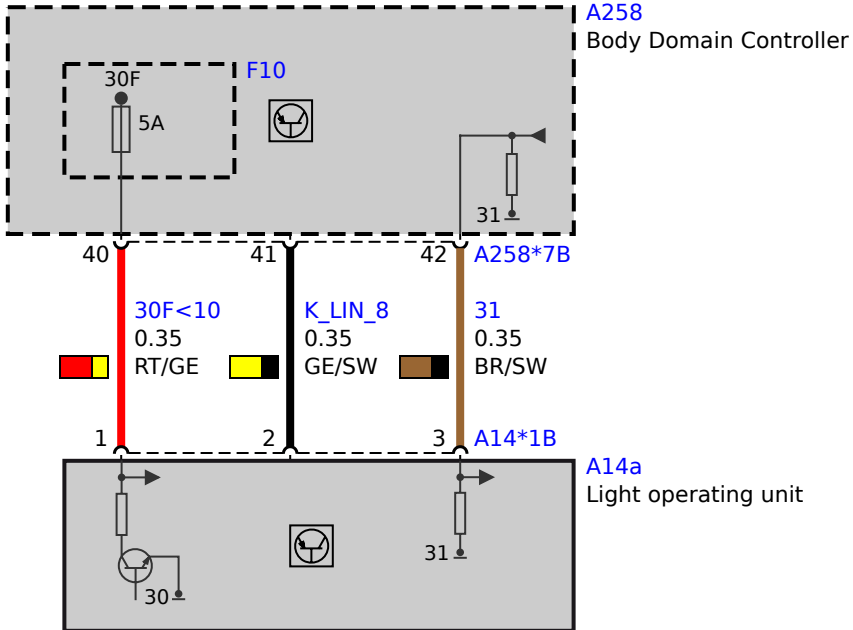 A258
Body Domain Controller
F10
30F
5A
31
40
41
42
A258*7B
30F<10
0.35
RT/GE
K_LIN_8
0.35
GE/SW
31
0.35
BR/SW
1
2
3
A14*1B
A14a
Light operating unit
30
31